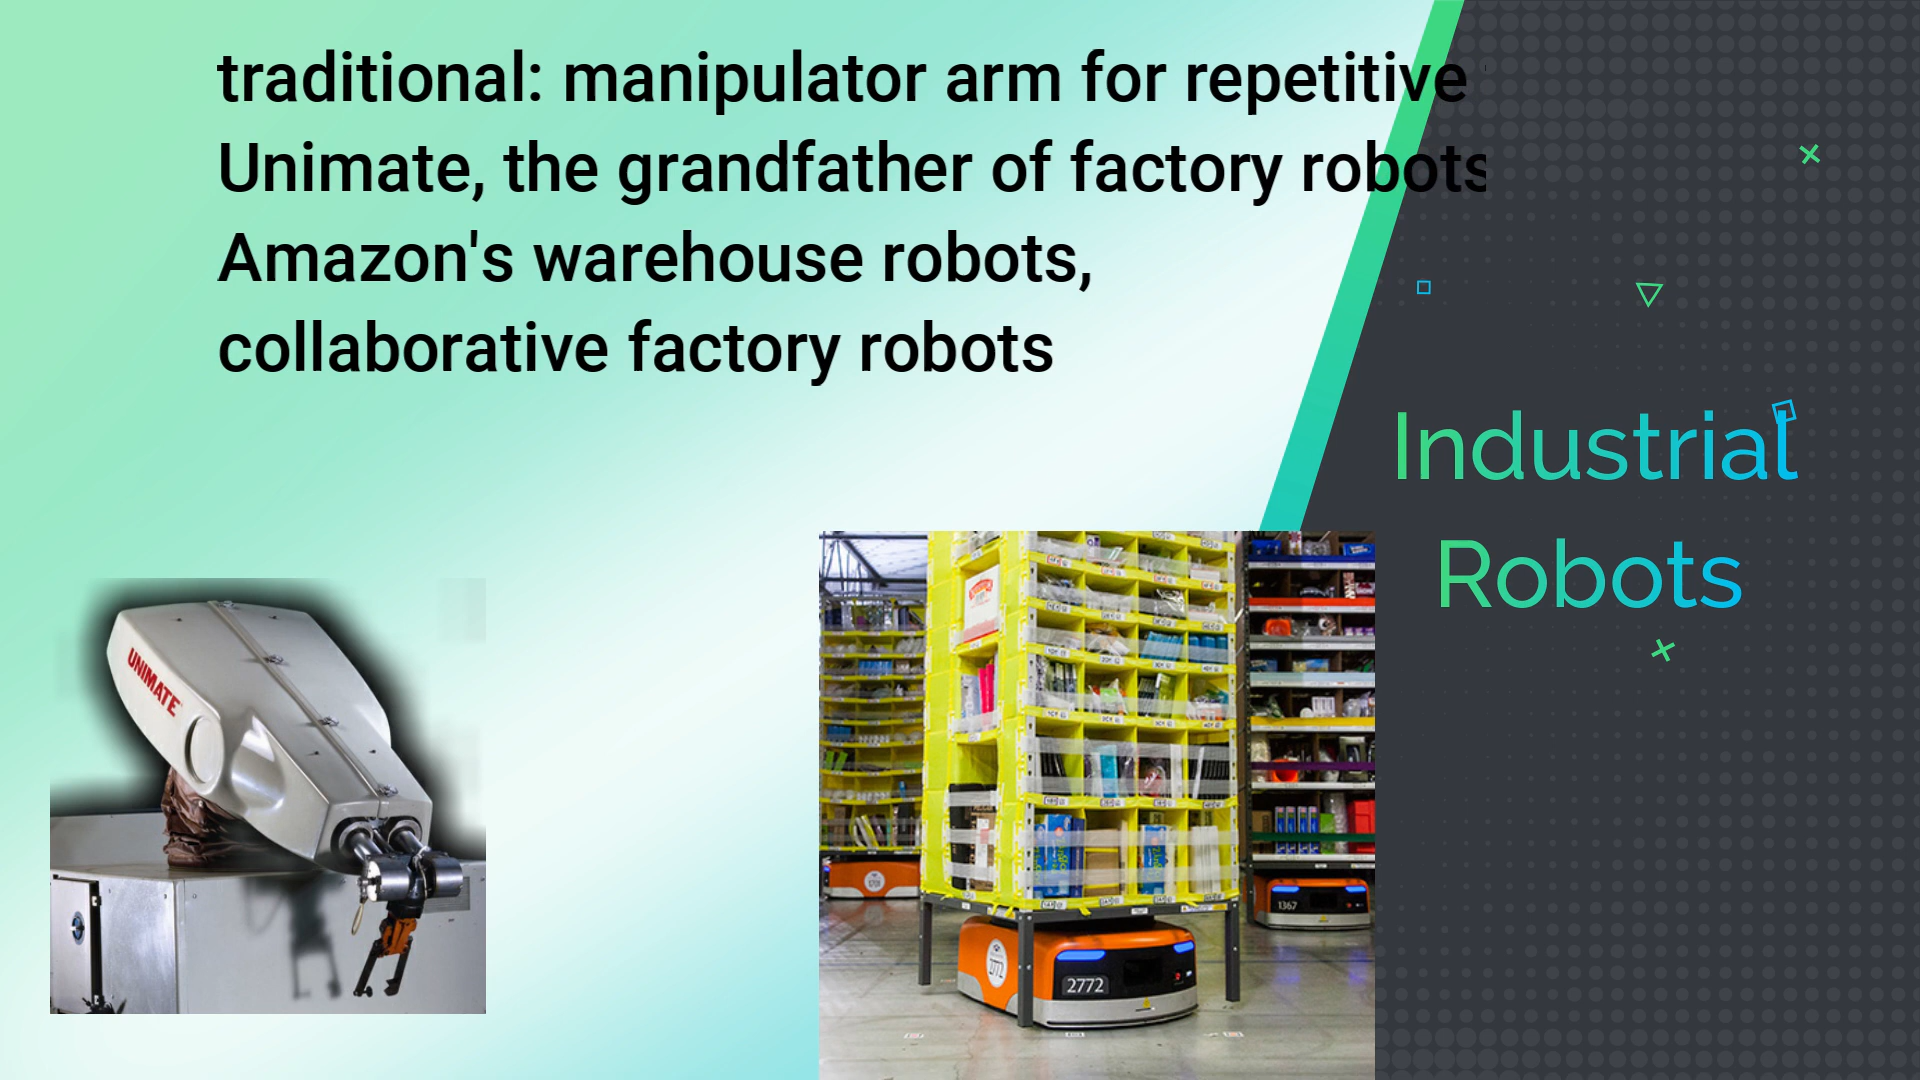 traditional: manipulator arm for repetitive
Unimate, the grandfather of factory robots
Amazon's warehouse robots,
collaborative factory robots
Industrial
Robots
UNIMATE
2772
1367